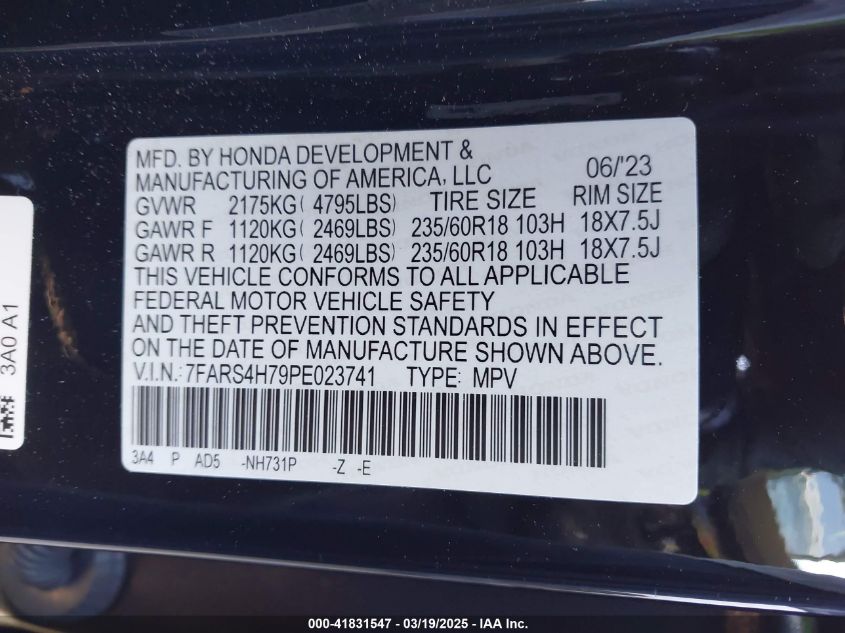 MFD. BY HONDA DEVELOPMENT &
MANUFACTURING OF AMERICA, LLC 06/'23
GVWR 2175KG( 4795LBS) TIRE SIZE RIM SIZE
GAWR F 1120KG( 2469LBS) 235/60R18 103H 18X7.5J
GAWR R 1120KG( 2469LBS) 235/60R18 103H 18X7.5J
THIS VEHICLE CONFORMS TO ALL APPLICABLE
FEDERAL MOTOR VEHICLE SAFETY
AND THEFT PREVENTION STANDARDS IN EFFECT
ON THE DATE OF MANUFACTURE SHOWN ABOVE.
V.I.N.:7FARS4H79PE023741 TYPE: MPV
3A4 P AD5 -NH731P -Z -E
3A0 A1
000-41831547 / 03/19/2025 / IAA Inc.